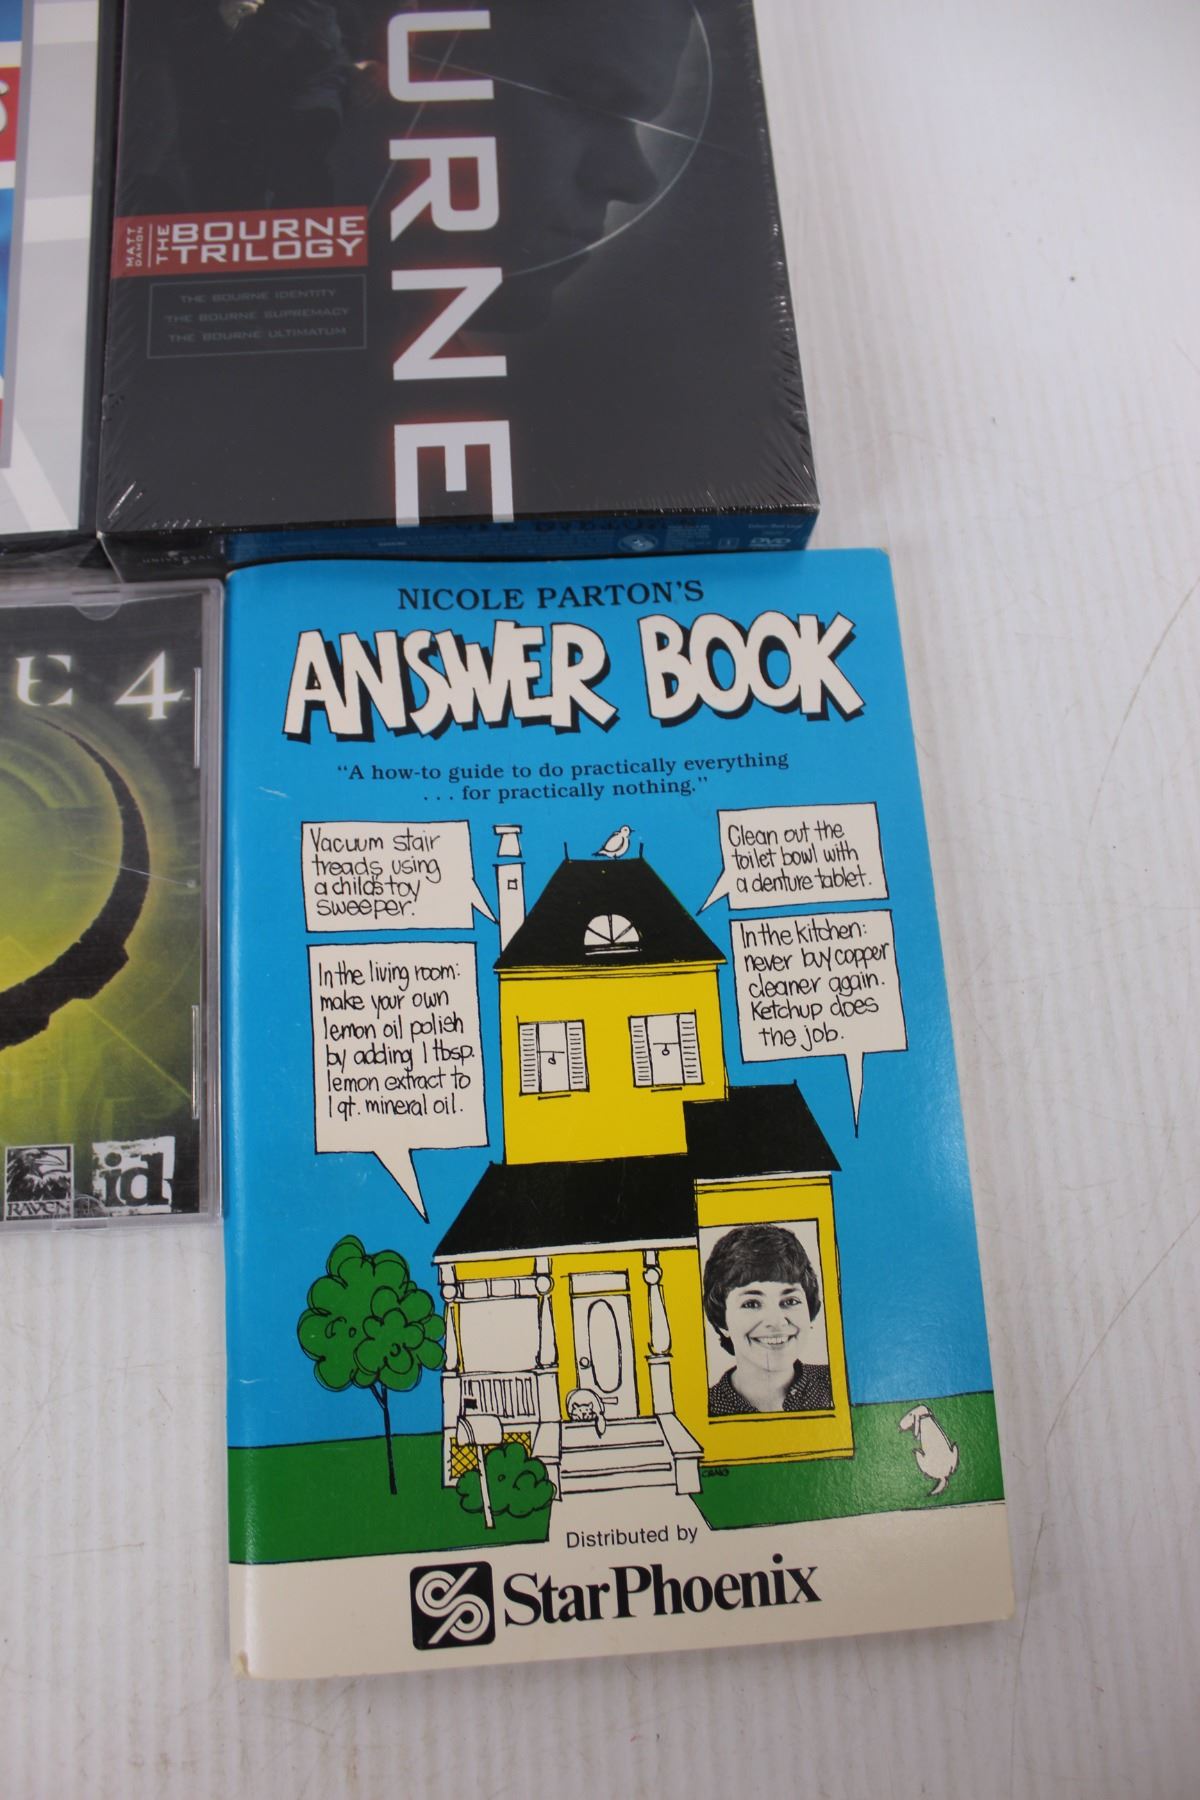 URNE
MATT DAMON
THE BOURNE
TRILOGY
THE BOURNE IDENTITY
THE BOURNE SUPREMACY
THE BOURNE ULTIMATUM
DVD
E 4
RAVEN
id
NICOLE PARTON'S
ANSWER BOOK
"A how-to guide to do practically everything
. . . for practically nothing."
Vacuum stair
treads using
a child's toy
sweeper.
Clean out the
toilet bowl with
a denture tablet.
In the living room:
make your own
lemon oil polish
by adding 1 tbsp.
lemon extract to
1 qt. mineral oil.
In the kitchen:
never buy copper
cleaner again.
Ketchup does
the job.
CRAIG
Distributed by
StarPhoenix